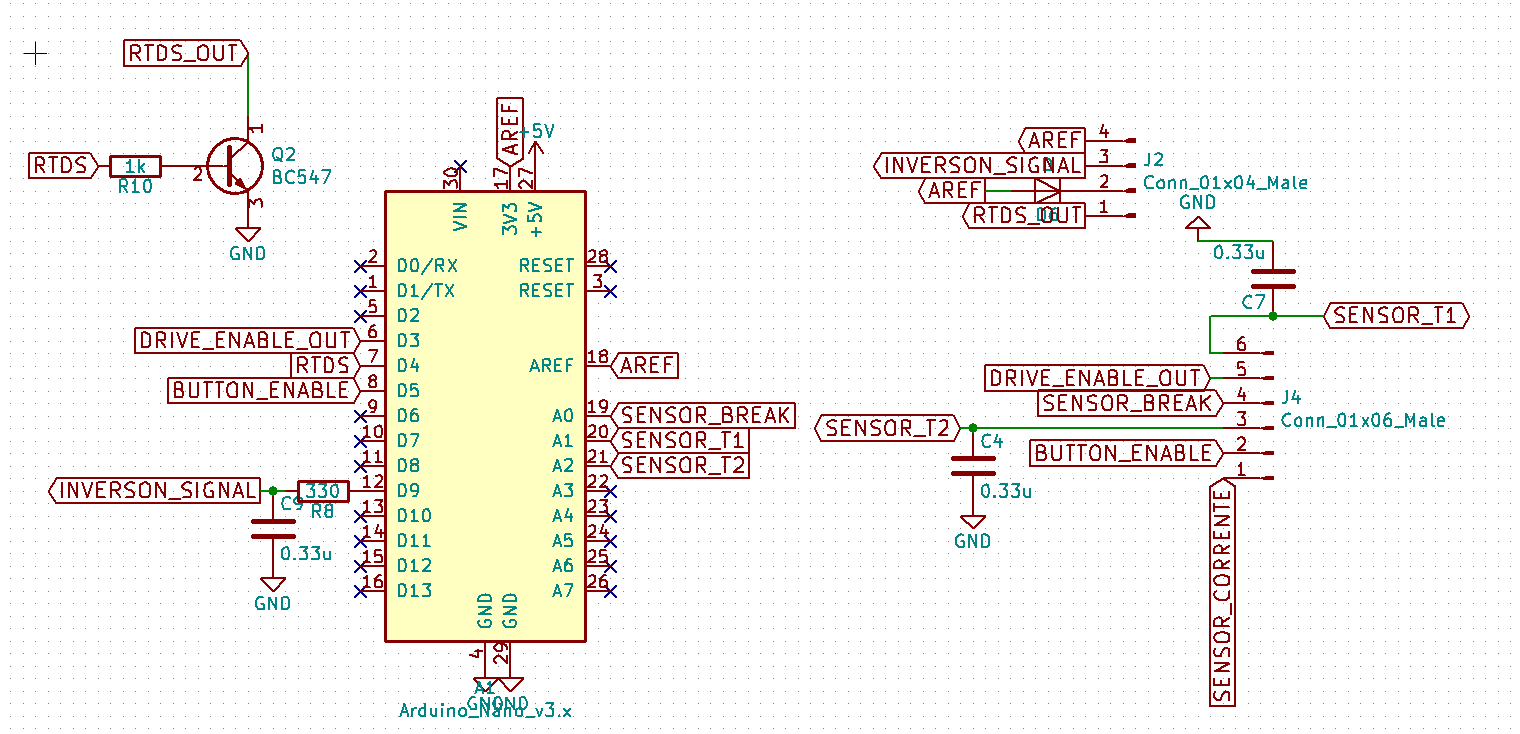 RTDS_OUT
RTDS
1k
R10
1
2
3
Q2
BC547
GND
AREF
+5V
30
17
27
VIN
3V3
+5V
2
D0/RX
1
D1/TX
5
D2
DRIVE_ENABLE_OUT
6
D3
RTDS
7
D4
BUTTON_ENABLE
8
D5
9
D6
10
D7
11
D8
INVERSON_SIGNAL
330
R8
12
D9
C9
0.33u
GND
13
D10
14
D11
15
D12
16
D13
RESET
28
RESET
3
AREF
18
AREF
A0
19
SENSOR_BREAK
A1
20
SENSOR_T1
A2
21
SENSOR_T2
A3
22
A4
23
A5
24
A6
25
A7
26
GND
GND
4
29
A1
GND
GND
Arduino_Nano_v3.x
AREF
4
INVERSON_SIGNAL
3
AREF
2
RTDS_OUT
1
J2
Conn_01x04_Male
GND
0.33u
C7
SENSOR_T1
6
DRIVE_ENABLE_OUT
5
SENSOR_BREAK
4
SENSOR_T2
3
BUTTON_ENABLE
2
1
J4
Conn_01x06_Male
C4
0.33u
GND
SENSOR_CORRENTE